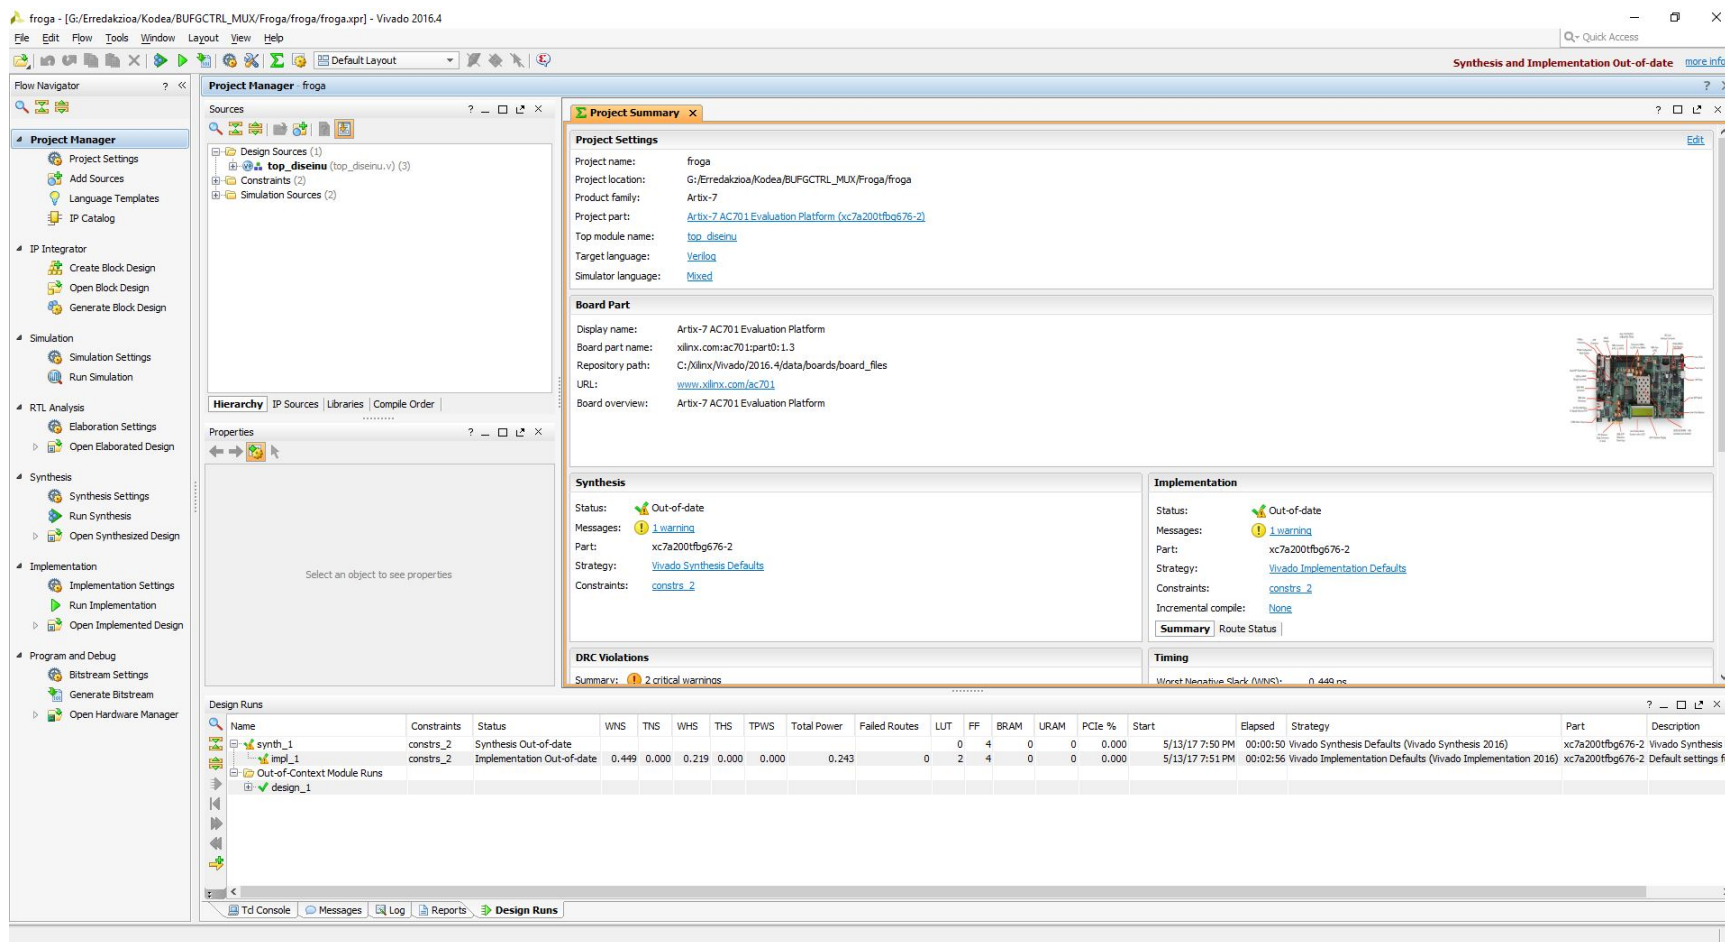 froga - [G:/Erredakzioa/Kodea/BUFGCTRL_MUX/Froga/froga/froga.xpr] - Vivado 2016.4
File Edit Flow Tools Window Layout View Help
Quick Access
Default Layout
Synthesis and Implementation Out-of-date more info
Flow Navigator
Project Manager
Project Settings
Add Sources
Language Templates
IP Catalog
IP Integrator
Create Block Design
Open Block Design
Generate Block Design
Simulation
Simulation Settings
Run Simulation
RTL Analysis
Elaboration Settings
Open Elaborated Design
Synthesis
Synthesis Settings
Run Synthesis
Open Synthesized Design
Implementation
Implementation Settings
Run Implementation
Open Implemented Design
Program and Debug
Bitstream Settings
Generate Bitstream
Open Hardware Manager
Project Manager - froga
Sources
Design Sources (1)
top_diseinu (top_diseinu.v) (3)
Constraints (2)
Simulation Sources (2)
Hierarchy IP Sources Libraries Compile Order
Properties
Select an object to see properties
Project Summary
Project Settings Edit
Project name: froga
Project location: G:/Erredakzioa/Kodea/BUFGCTRL_MUX/Froga/froga
Product family: Artix-7
Project part: Artix-7 AC701 Evaluation Platform (xc7a200tfbg676-2)
Top module name: top_diseinu
Target language: Verilog
Simulator language: Mixed
Board Part
Display name: Artix-7 AC701 Evaluation Platform
Board part name: xilinx.com:ac701:part0:1.3
Repository path: C:/Xilinx/Vivado/2016.4/data/boards/board_files
URL: www.xilinx.com/ac701
Board overview: Artix-7 AC701 Evaluation Platform
Synthesis
Status: Out-of-date
Messages: 1 warning
Part: xc7a200tfbg676-2
Strategy: Vivado Synthesis Defaults
Constraints: constrs_2
Implementation
Status: Out-of-date
Messages: 1 warning
Part: xc7a200tfbg676-2
Strategy: Vivado Implementation Defaults
Constraints: constrs_2
Incremental compile: None
Summary Route Status
DRC Violations
Summary: 2 critical warnings
Timing
Worst Negative Slack (WNS): 0.449 ns
Design Runs
Name Constraints Status WNS TNS WHS THS TPWS Total Power Failed Routes LUT FF BRAM URAM PCIe % Start Elapsed Strategy Part Description
synth_1 constrs_2 Synthesis Out-of-date 0 4 0 0 0.000 5/13/17 7:50 PM 00:00:50 Vivado Synthesis Defaults (Vivado Synthesis 2016) xc7a200tfbg676-2 Vivado Synthesis
impl_1 constrs_2 Implementation Out-of-date 0.449 0.000 0.219 0.000 0.000 0.243 0 2 4 0 0 0.000 5/13/17 7:51 PM 00:02:56 Vivado Implementation Defaults (Vivado Implementation 2016) xc7a200tfbg676-2 Default settings f
Out-of-Context Module Runs
design_1
Tcl Console Messages Log Reports Design Runs